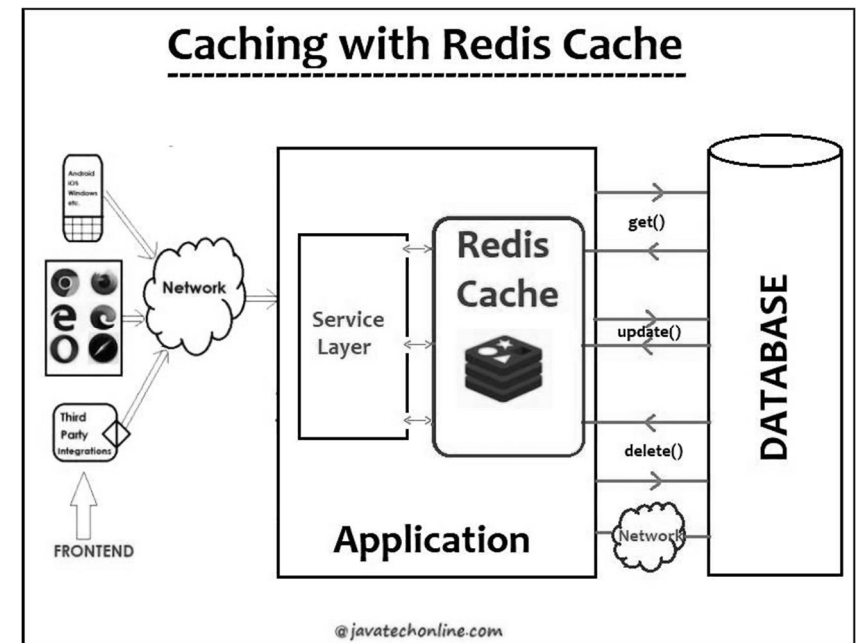 Caching with Redis Cache
Android
iOS
Windows
etc.
Network
Third
Party
Integrations
FRONTEND
Service
Layer
Redis
Cache
Application
get()
update()
delete()
Network
DATABASE
@javatechonline.com